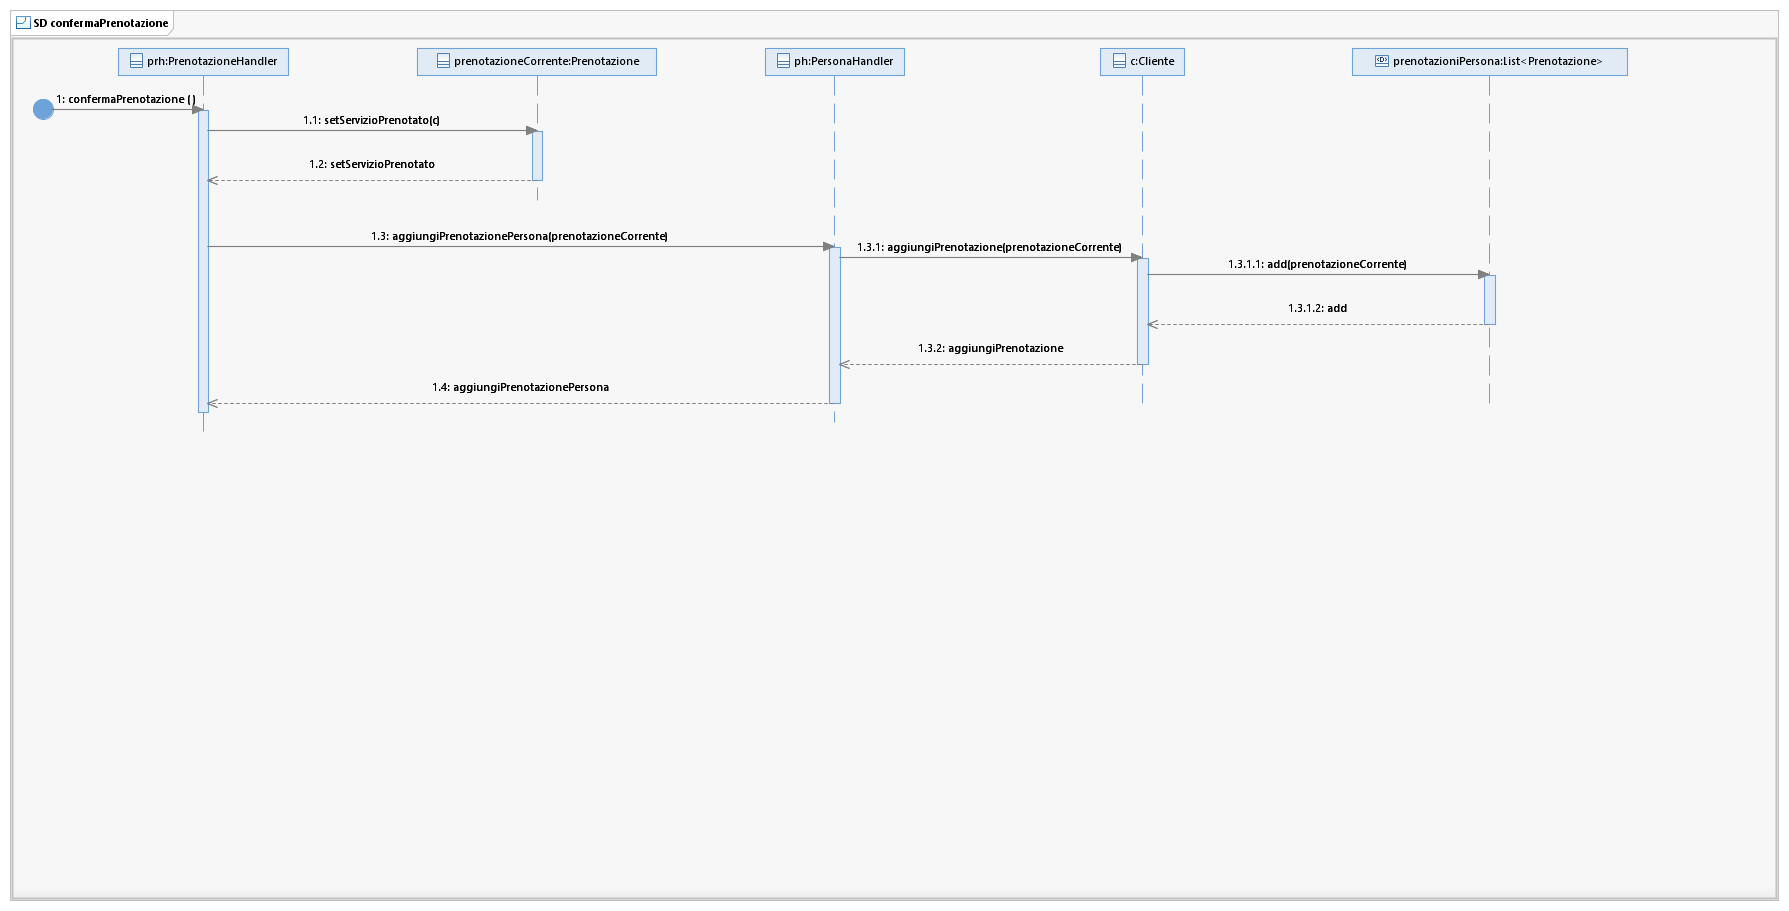 SD confermaPrenotazione
prh:PrenotazioneHandler
prenotazioneCorrente:Prenotazione
ph:PersonaHandler
c:Cliente
prenotazioniPersona:List<Prenotazione>
1: confermaPrenotazione ()
1.1: setServizioPrenotato(c)
1.2: setServizioPrenotato
1.3: aggiungiPrenotazionePersona(prenotazioneCorrente)
1.3.1: aggiungiPrenotazione(prenotazioneCorrente)
1.3.1.1: add(prenotazioneCorrente)
1.3.1.2: add
1.3.2: aggiungiPrenotazione
1.4: aggiungiPrenotazionePersona